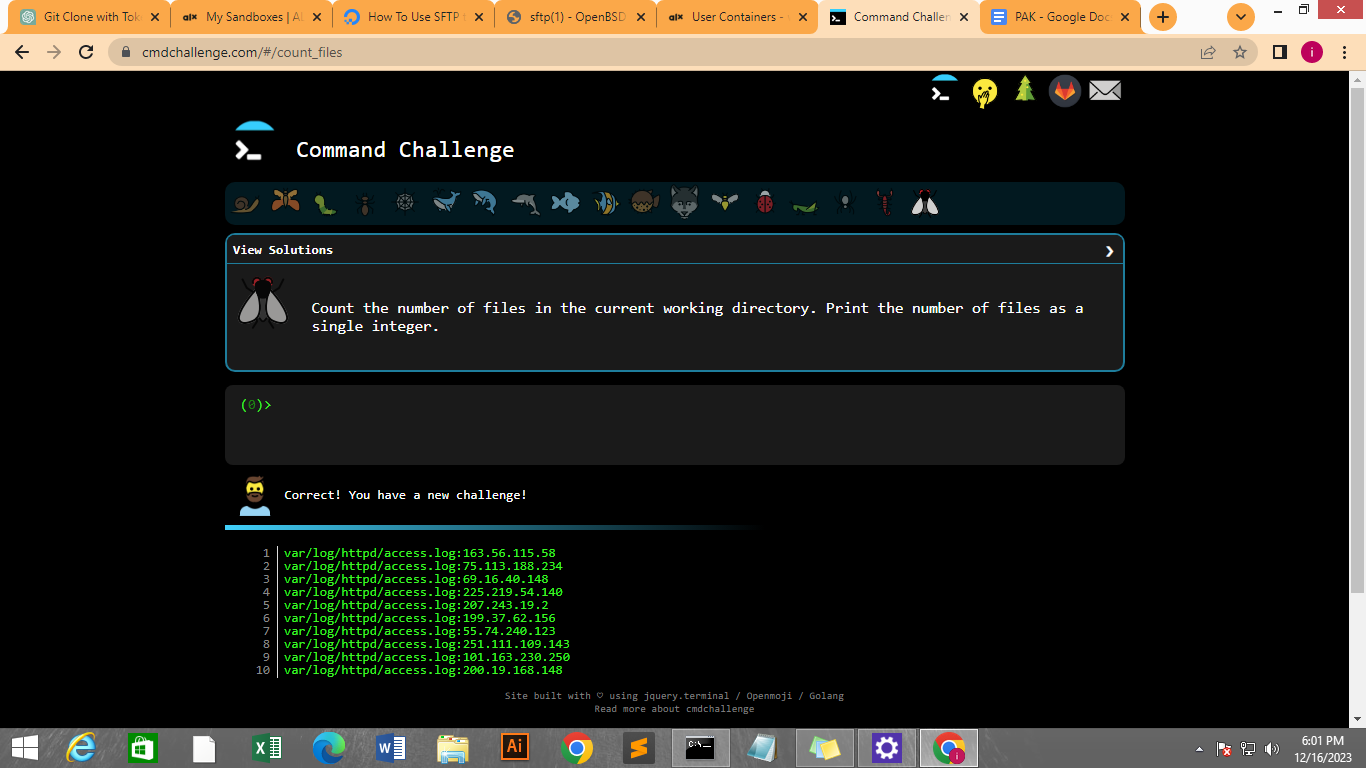 Git Clone with Tok
My Sandboxes | A
How To Use SFTP t
sftp(1) - OpenBSD
User Containers -
Command Challen
PAK - Google Doc
cmdchallenge.com/#/count_files
i
Command Challenge
View Solutions
Count the number of files in the current working directory. Print the number of files as a
single integer.
(0)>
Correct! You have a new challenge!
1 var/log/httpd/access.log:163.56.115.58
2 var/log/httpd/access.log:75.113.188.234
3 var/log/httpd/access.log:69.16.40.148
4 var/log/httpd/access.log:225.219.54.140
5 var/log/httpd/access.log:207.243.19.2
6 var/log/httpd/access.log:199.37.62.156
7 var/log/httpd/access.log:55.74.240.123
8 var/log/httpd/access.log:251.111.109.143
9 var/log/httpd/access.log:101.163.230.250
10 var/log/httpd/access.log:200.19.168.148
Site built with ♡ using jquery.terminal / Openmoji / Golang
Read more about cmdchallenge
6:01 PM
12/16/2023